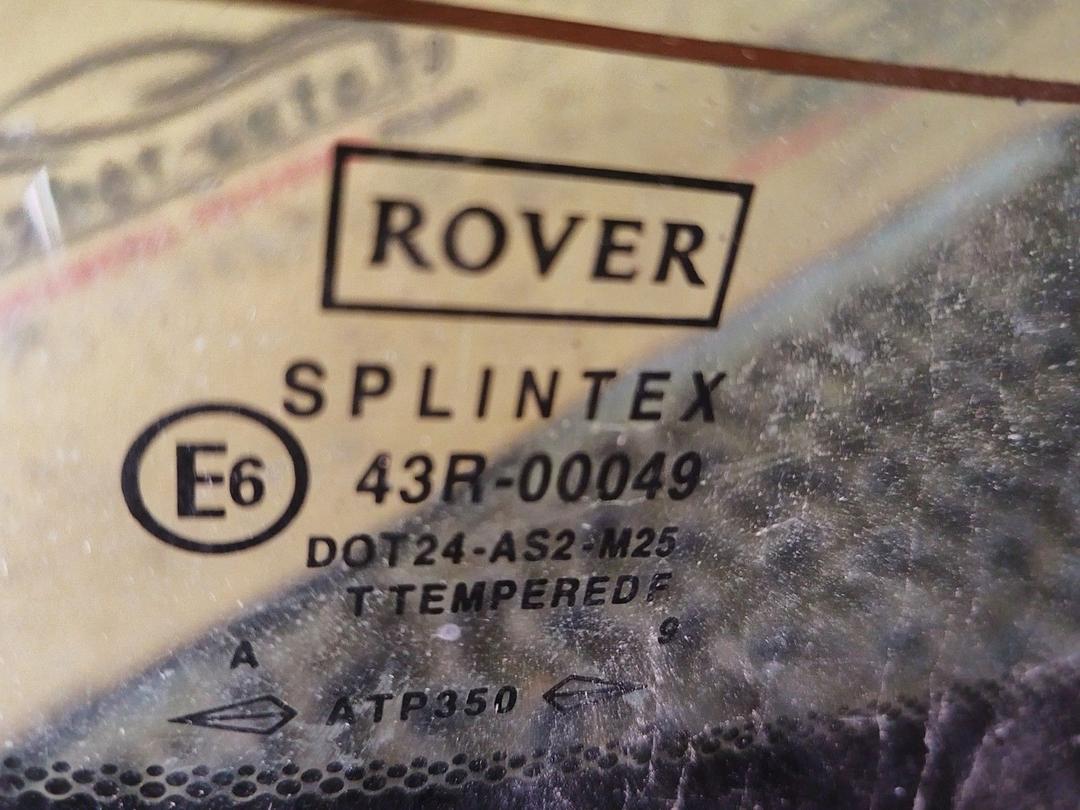 ROVER
SPLINTEX
E6 43R-00049
DOT24-AS2-M25
T TEMPERED F
9
A
ATP350